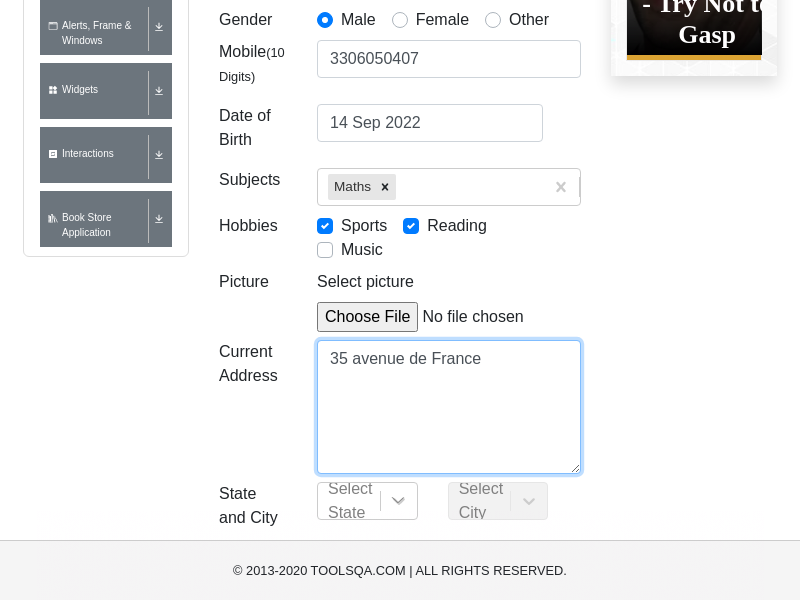 Alerts, Frame &
Windows
Widgets
Interactions
Book Store
Application
Gender
Male
Female
Other
Mobile(10
Digits)
3306050407
Date of
Birth
14 Sep 2022
Subjects
Maths
Hobbies
Sports
Reading
Music
Picture
Select picture
Choose File No file chosen
Current
Address
35 avenue de France
State
and City
Select
State
Select
City
- Try Not to
Gasp
© 2013-2020 TOOLSQA.COM | ALL RIGHTS RESERVED.